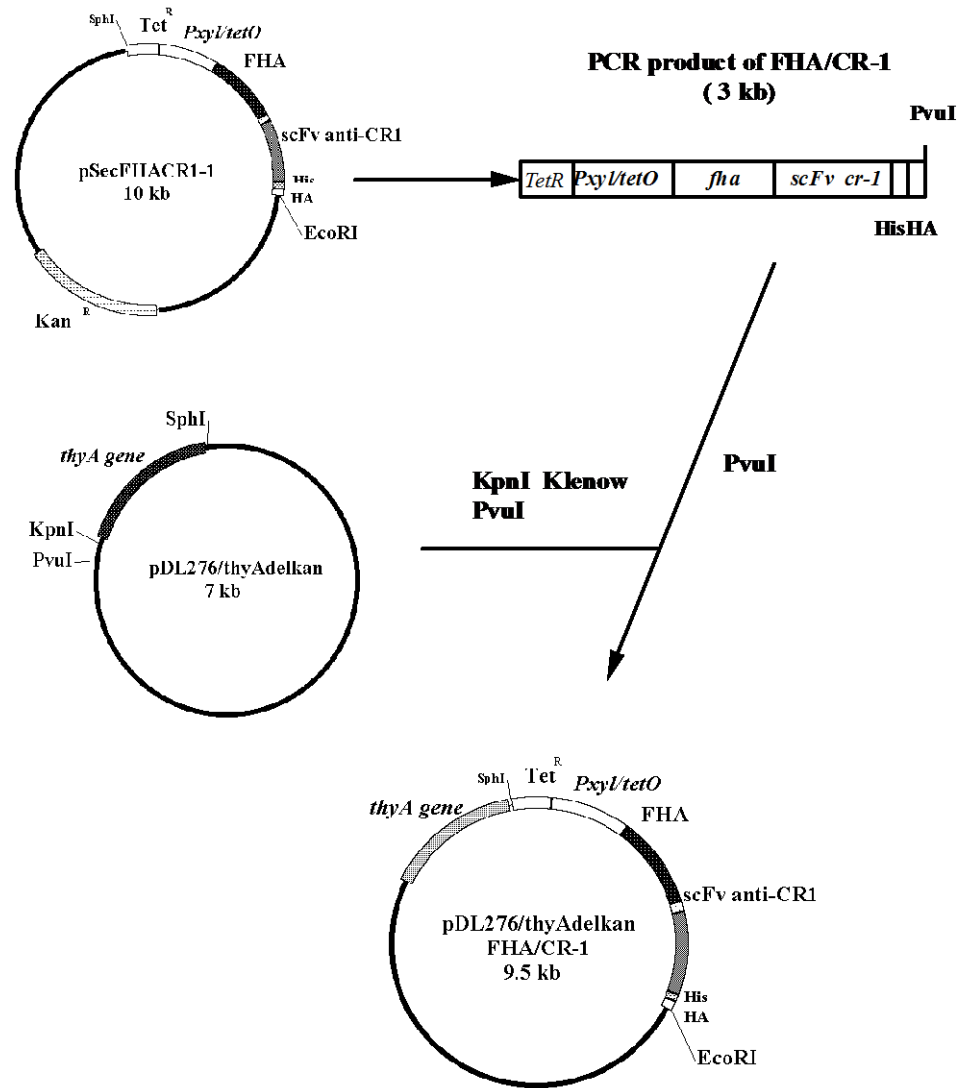 SphI
Tet R
Pxyl/tetO
FHA
scFv anti-CR1
His
HA
EcoRI
pSecFHACR1-1
10 kb
Kan R
PCR product of FHA/CR-1
( 3 kb)
PvuI
TetR Pxyl/tetO fha scFv cr-1
HisHA
SphI
thyA gene
KpnI
PvuI
pDL276/thyAdelkan
7 kb
KpnI Klenow
PvuI
PvuI
SphI
Tet R
Pxyl/tetO
thyA gene
FHA
scFv anti-CR1
pDL276/thyAdelkan
FHA/CR-1
9.5 kb
His
HA
EcoRI